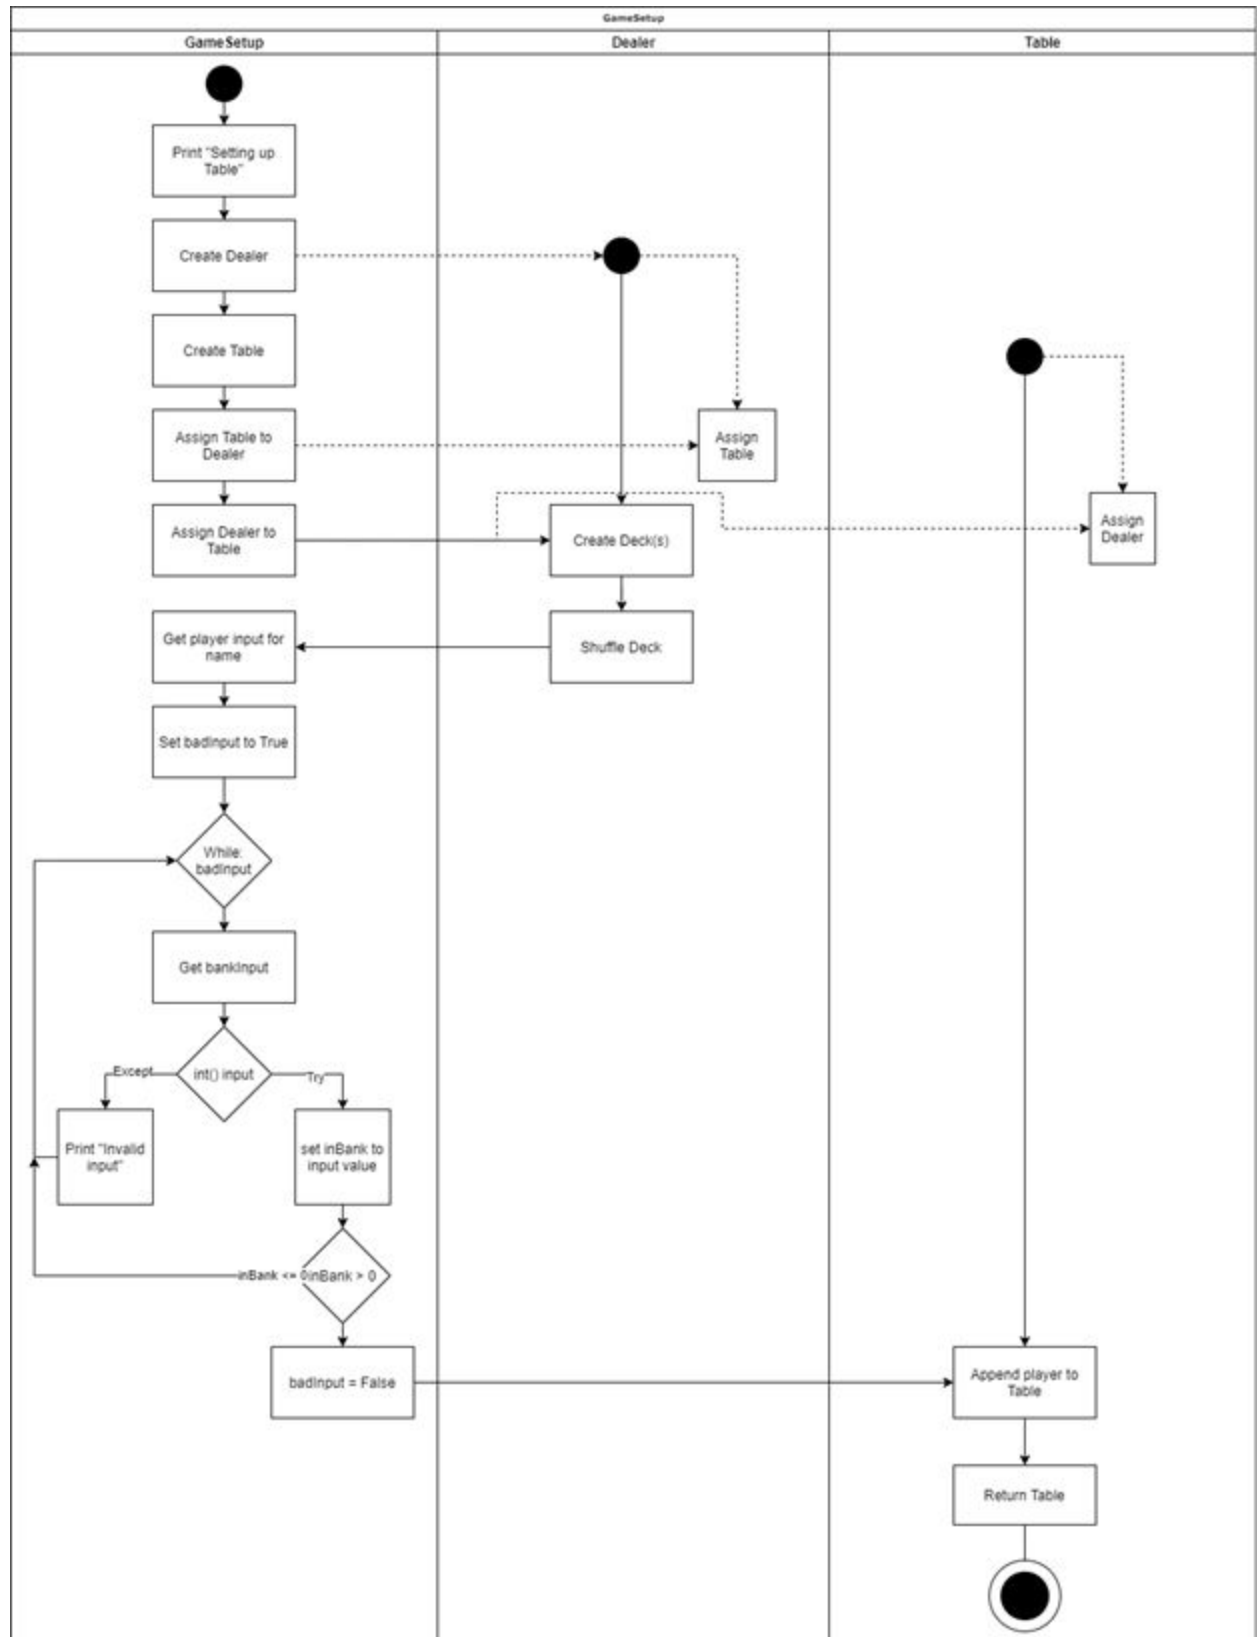 GameSetup
GameSetup
Dealer
Table
Print "Setting up
Table"
Create Dealer
Create Table
Assign Table to
Dealer
Assign
Table
Assign Dealer to
Table
Create Deck(s)
Assign
Dealer
Get player input for
name
Shuffle Deck
Set badInput to True
While:
badInput
Get bankInput
Except
int() input
Try
Print "Invalid
input"
set inBank to
input value
inBank <= 0
inBank > 0
badInput = False
Append player to
Table
Return Table